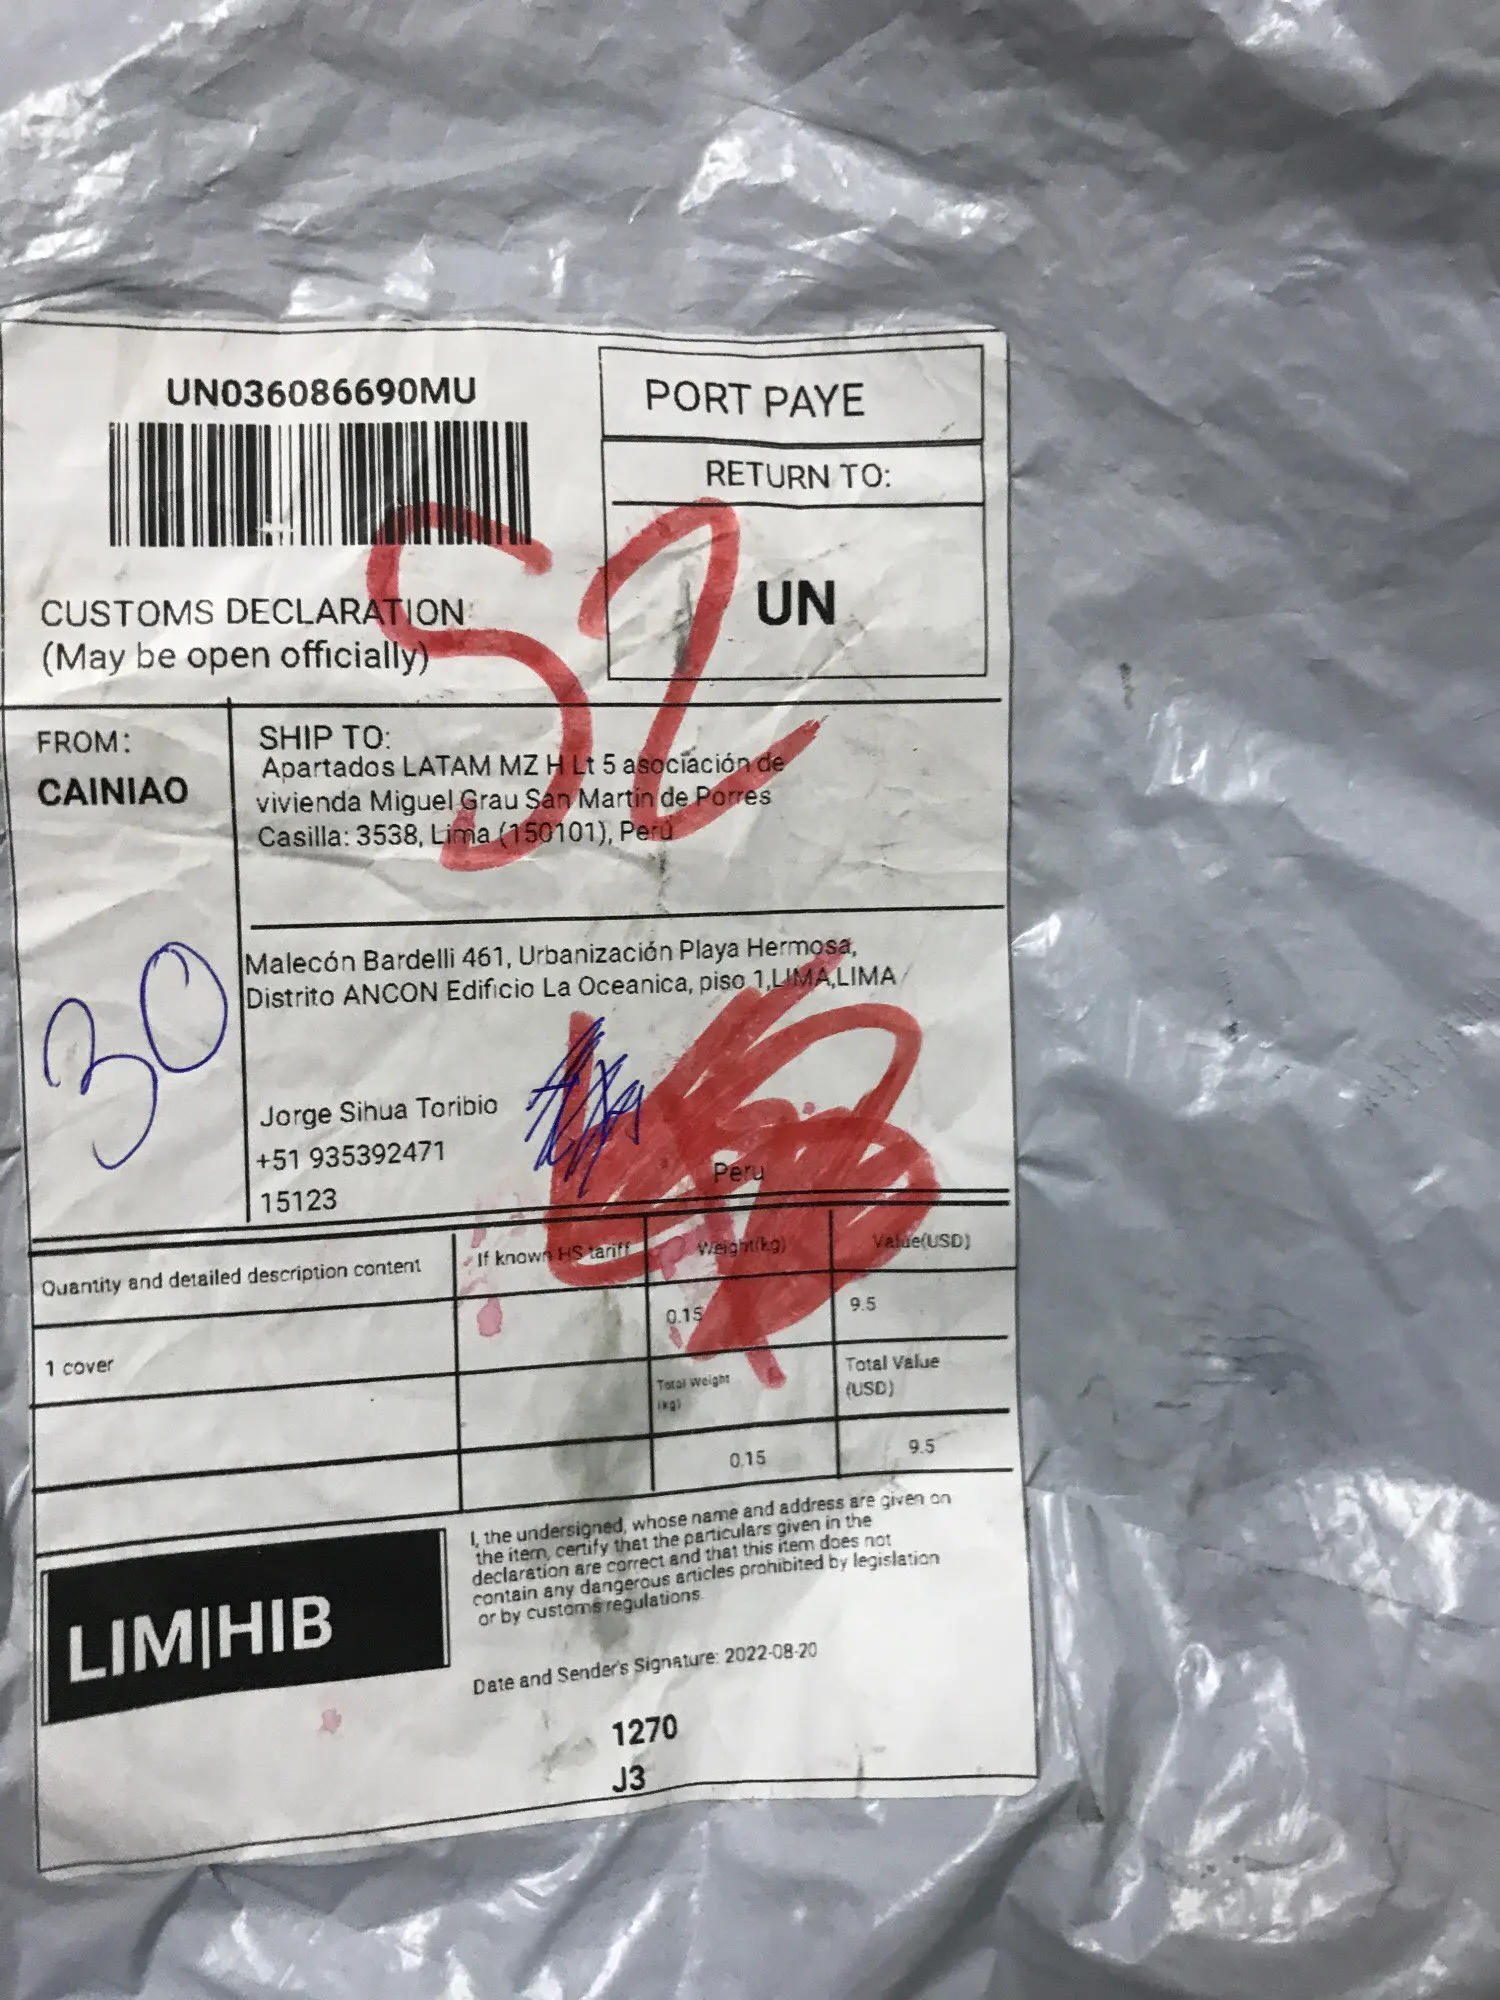 UN036086690MU
PORT PAYE
RETURN TO:
UN
CUSTOMS DECLARATION
(May be open officially)
52
FROM:
CAINIAO
SHIP TO:
Apartados LATAM MZ H Lt 5 asociación de
vivienda Miguel Grau San Martín de Porres
Casilla: 3538, Lima (150101), Perú
30
Malecón Bardelli 461, Urbanización Playa Hermosa,
Distrito ANCON Edificio La Oceanica, piso 1,LIMA,LIMA
Jorge Sihua Toribio
+51 935392471
15123
Peru
Quantity and detailed description content
If known HS tariff
Weight(kg)
Value(USD)
0.15
9.5
1 cover
Total Weight
(kg)
Total Value
(USD)
0.15
9.5
I, the undersigned, whose name and address are given on
the item, certify that the particulars given in the
declaration are correct and that this item does not
contain any dangerous articles prohibited by legislation
or by customs regulations.
LIM|HIB
Date and Sender's Signature: 2022-08-20
1270
J3